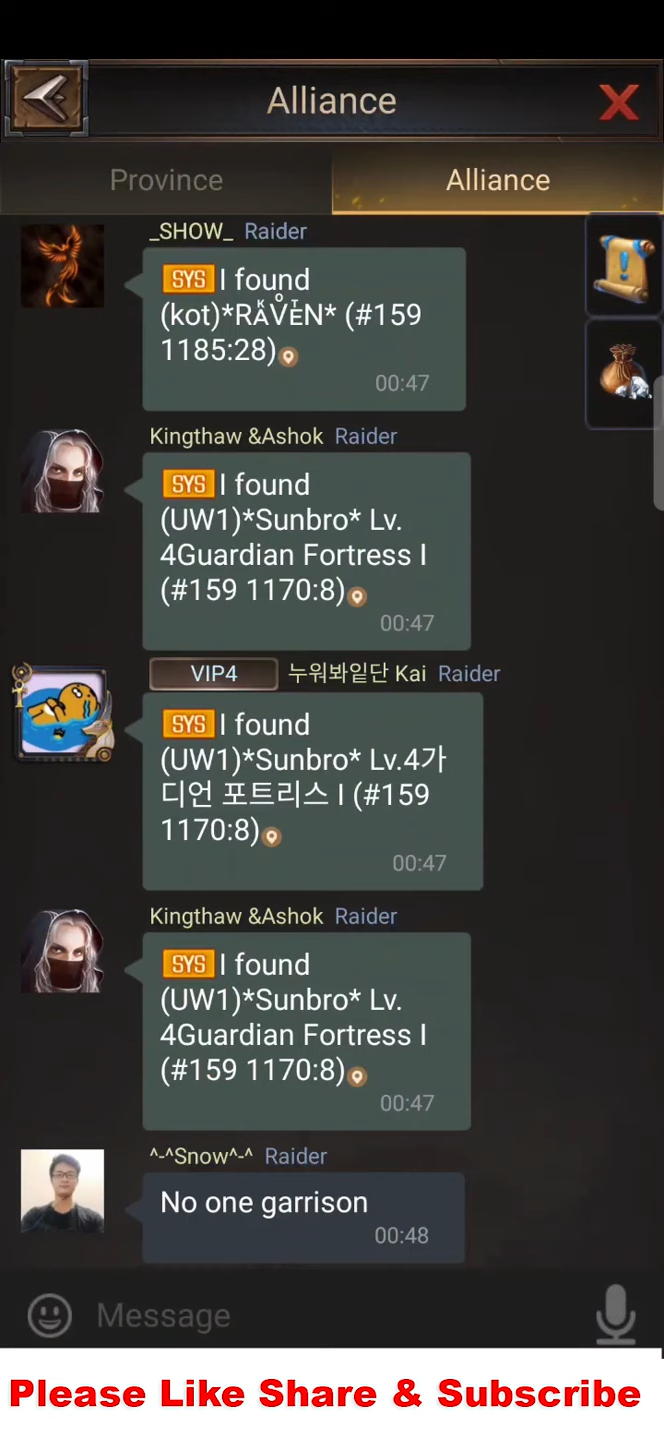 Alliance
Province
Alliance
_SHOW_ Raider
SYS I found
(kot)*RÅ̽V̊ĒN* (#159
1185:28)
00:47
Kingthaw &Ashok Raider
SYS I found
(UW1)*Sunbro* Lv.
4Guardian Fortress I
(#159 1170:8)
00:47
VIP4 누워봐일단 Kai Raider
SYS I found
(UW1)*Sunbro* Lv.4가
디언 포트리스 I (#159
1170:8)
00:47
Kingthaw &Ashok Raider
SYS I found
(UW1)*Sunbro* Lv.
4Guardian Fortress I
(#159 1170:8)
00:47
^-^Snow^-^ Raider
No one garrison
00:48
Message
Please Like Share & Subscribe